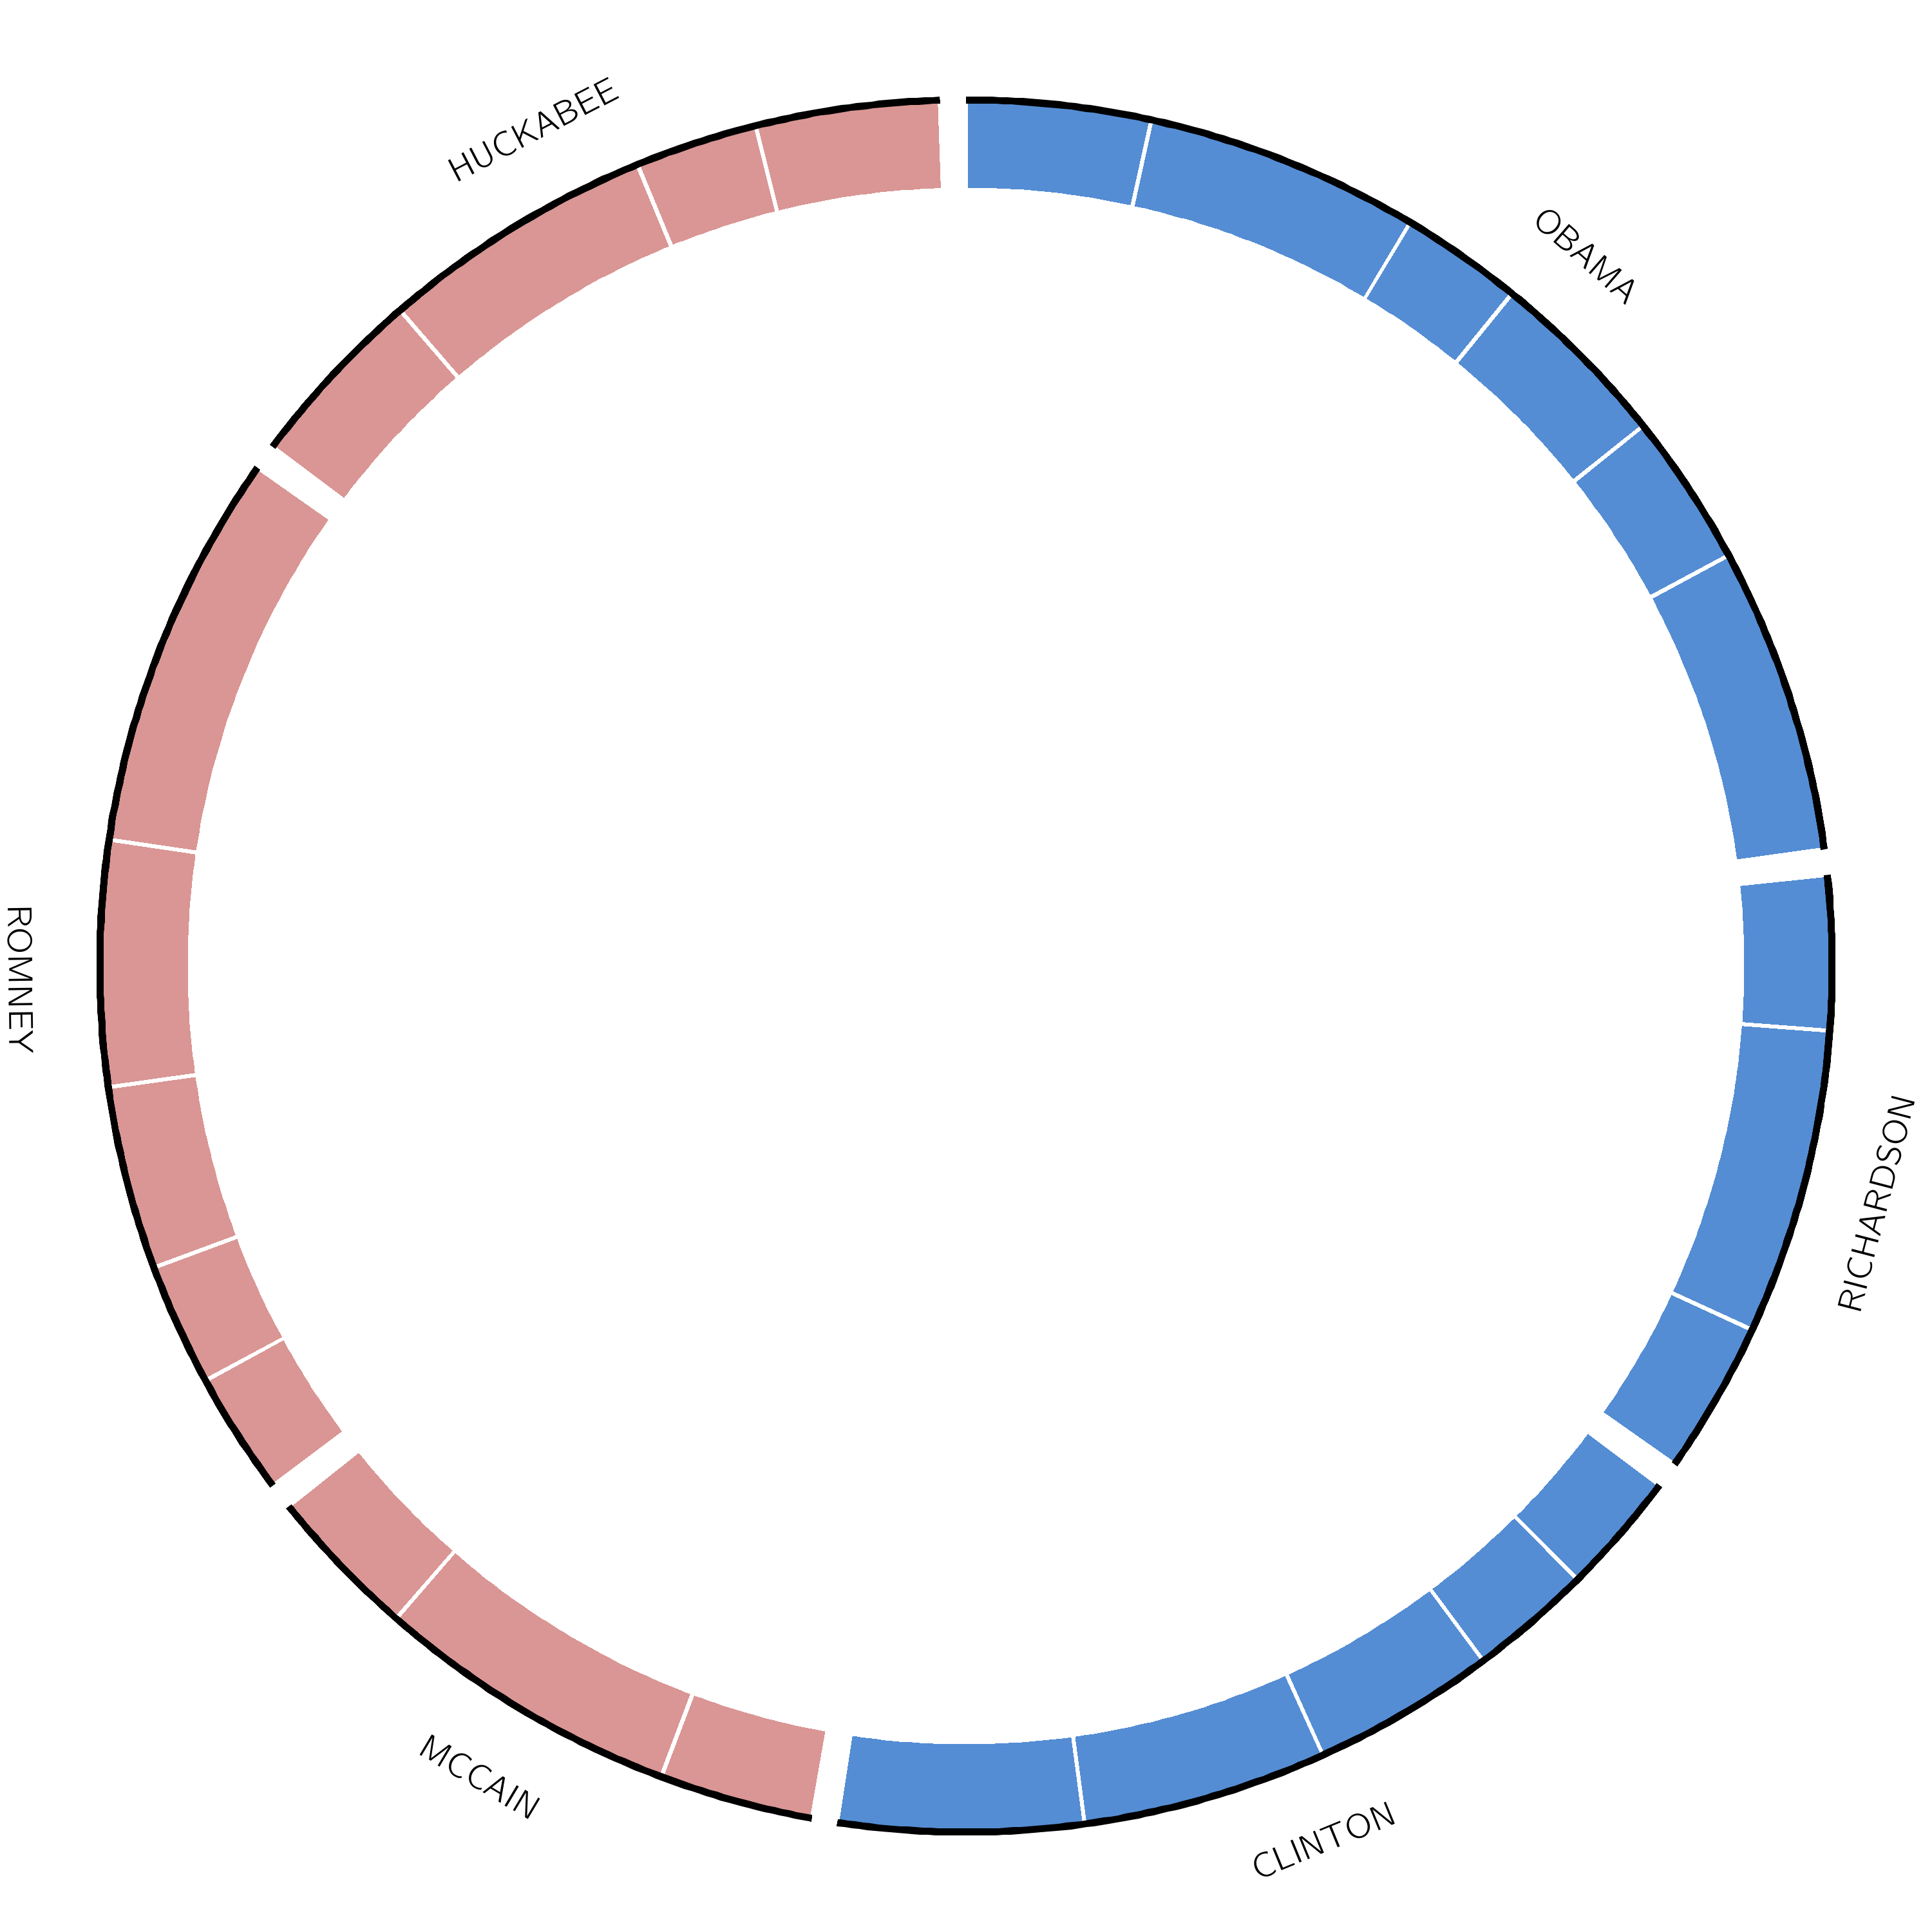 HUCKABEE
OBAMA
ROMNEY
RICHARDSON
MCCAIN
CLINTON